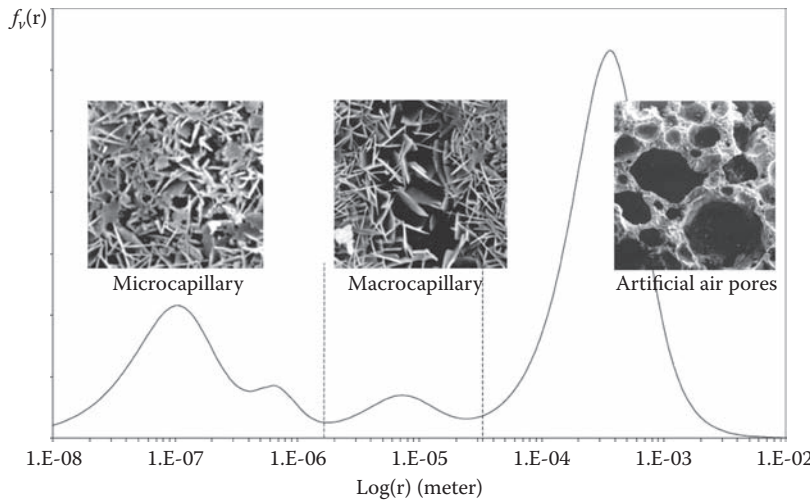 f_v(r)
Microcapillary
Macrocapillary
Artificial air pores
1.E–08 1.E–07 1.E–06 1.E–05 1.E–04 1.E–03 1.E–02
Log(r) (meter)